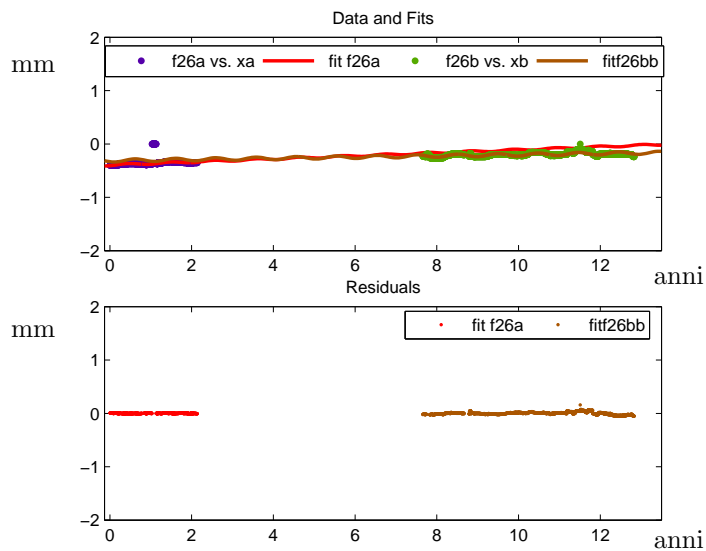 Data and Fits
mm
f26a vs. xa fit f26a f26b vs. xb fitf26bb
2
1
0
−1
−2
0 2 4 6 8 10 12
anni
Residuals
mm
fit f26a fitf26bb
2
1
0
−1
−2
0 2 4 6 8 10 12
anni